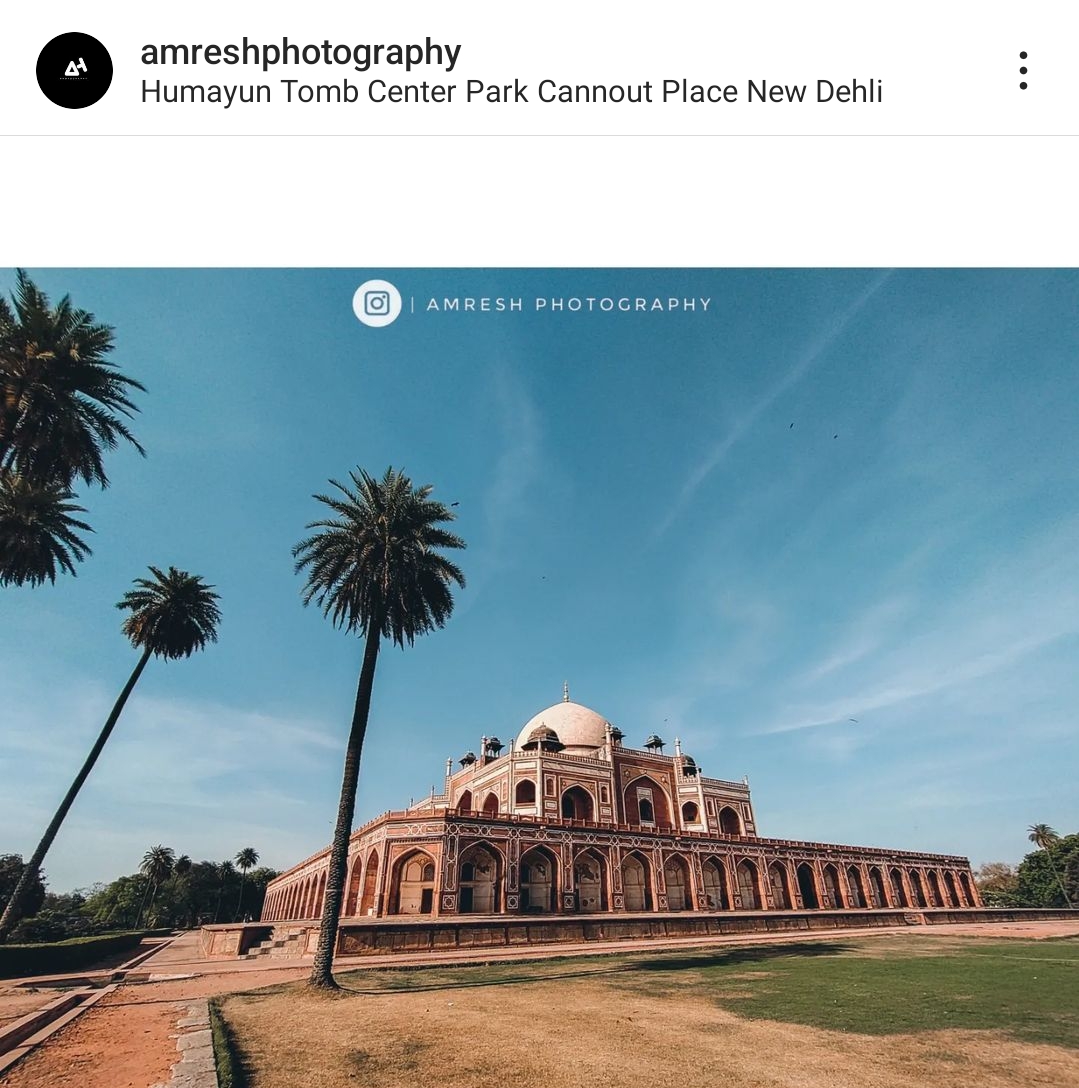 amreshphotography
Humayun Tomb Center Park Cannout Place New Dehli
| AMRESH PHOTOGRAPHY